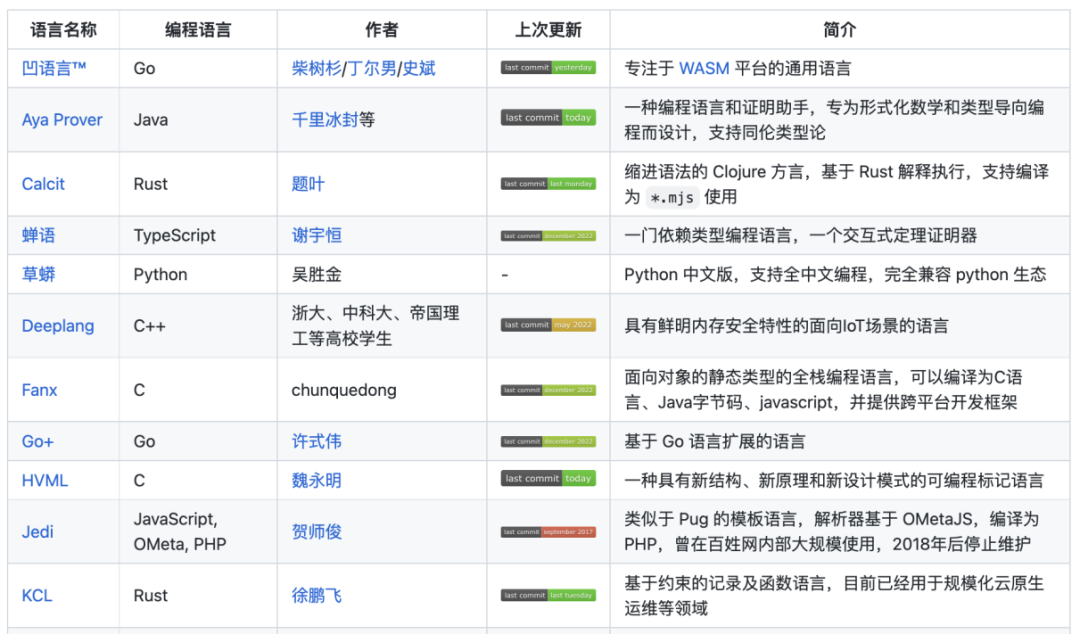 语言名称 编程语言 作者 上次更新 简介
凹语言™ Go 柴树杉/丁尔男/史斌 last commit yesterday 专注于 WASM 平台的通用语言
Aya Prover Java 千里冰封等 last commit today 一种编程语言和证明助手，专为形式化数学和类型导向编
程而设计，支持同伦类型论
Calcit Rust 题叶 last commit last monday 缩进语法的 Clojure 方言，基于 Rust 解释执行，支持编译
为 *.mjs 使用
蝉语 TypeScript 谢宇恒 last commit december 2022 一门依赖类型编程语言，一个交互式定理证明器
草蟒 Python 吴胜金 - Python 中文版，支持全中文编程，完全兼容 python 生态
Deeplang C++ 浙大、中科大、帝国理
工等高校学生 last commit may 2022 具有鲜明内存安全特性的面向IoT场景的语言
Fanx C chunquedong last commit december 2022 面向对象的静态类型的全栈编程语言，可以编译为C语
言、Java字节码、javascript，并提供跨平台开发框架
Go+ Go 许式伟 last commit december 2022 基于 Go 语言扩展的语言
HVML C 魏永明 last commit today 一种具有新结构、新原理和新设计模式的可编程标记语言
Jedi JavaScript,
OMeta, PHP 贺师俊 last commit september 2017 类似于 Pug 的模板语言，解析器基于 OMetaJS，编译为
PHP，曾在百姓网内部大规模使用，2018年后停止维护
KCL Rust 徐鹏飞 last commit last tuesday 基于约束的记录及函数语言，目前已经用于规模化云原生
运维等领域